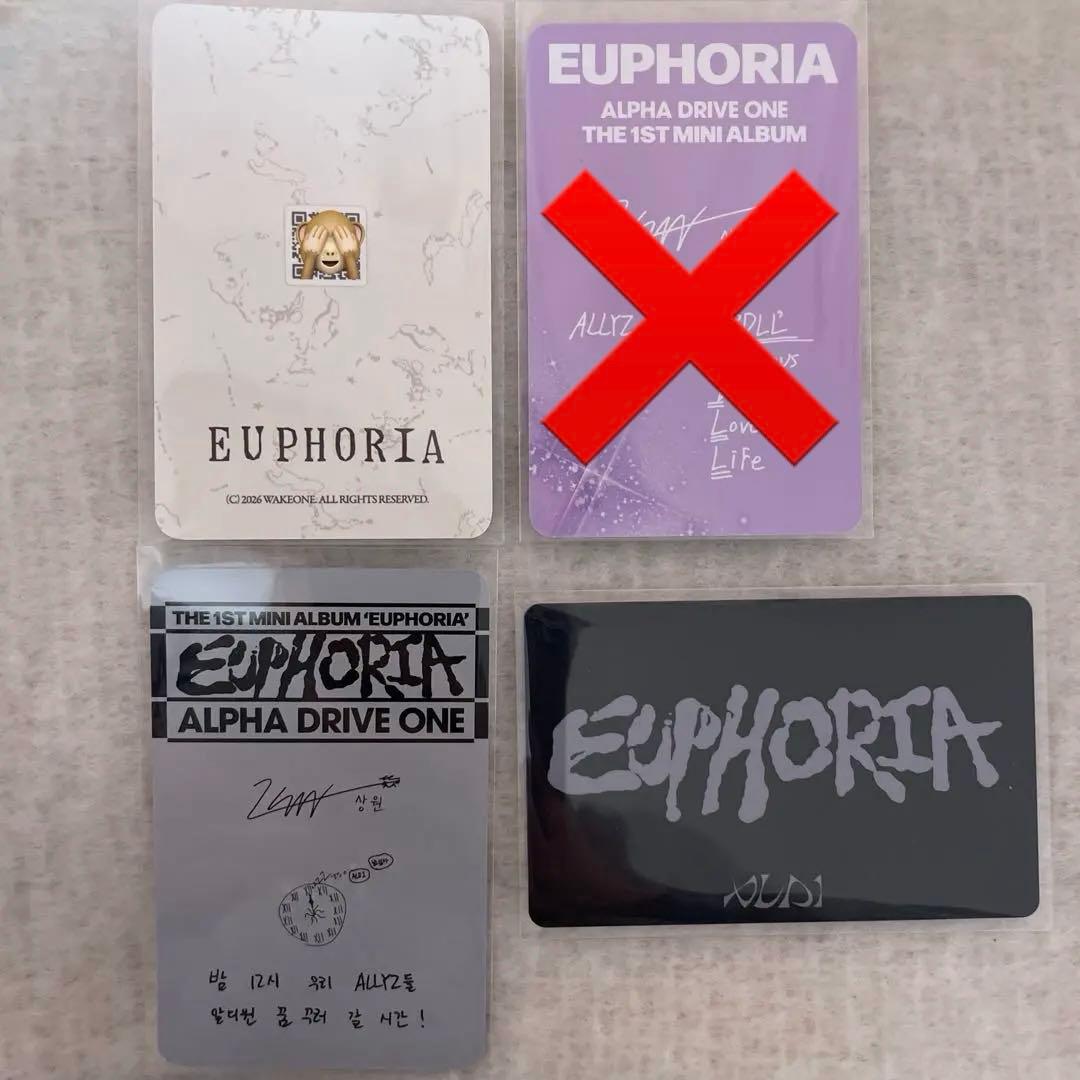 EUPHORIA
(C) 2026 WAKEONE. ALL RIGHTS RESERVED.
EUPHORIA
ALPHA DRIVE ONE
THE 1ST MINI ALBUM
ALLYZ
Life
THE 1ST MINI ALBUM ‘EUPHORIA’
EUPHORIA
ALPHA DRIVE ONE
상원
밤 12시 우리 ALLYZ들
알디원 꿈 꾸러 갈 시간!
EUPHORIA
ALD1